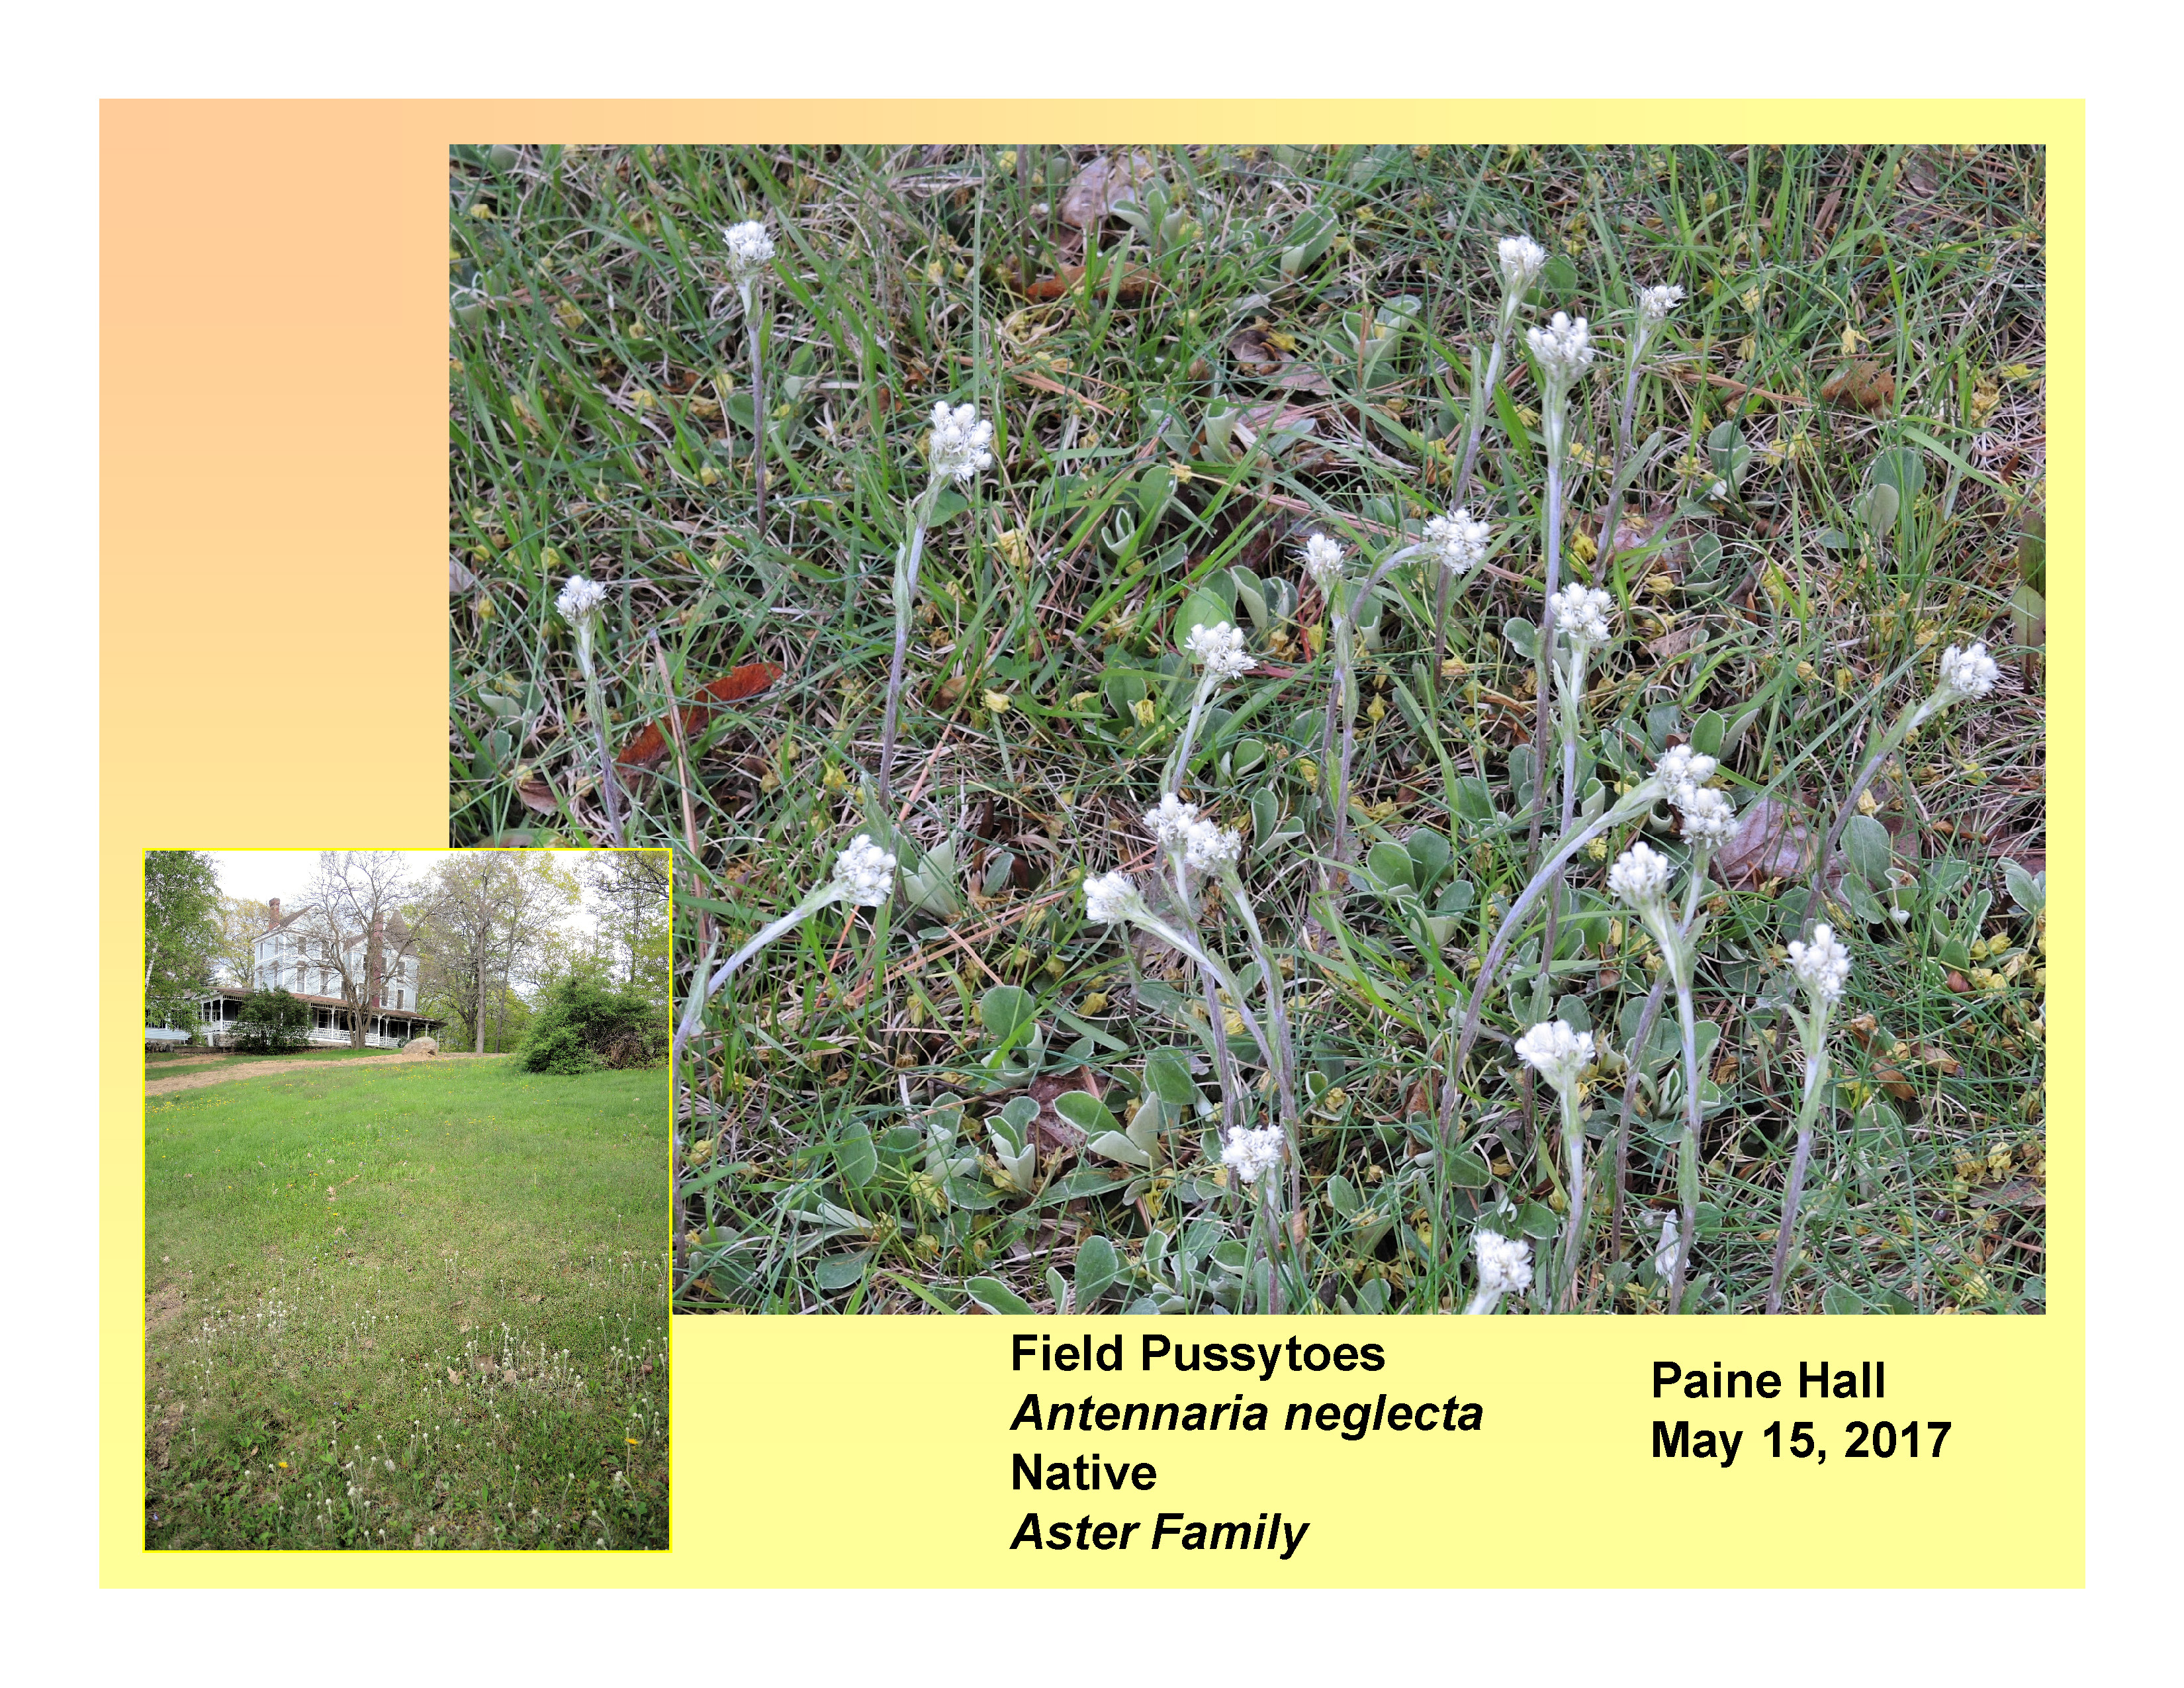 Field Pussytoes
Antennaria neglecta
Native
Aster Family
Paine Hall
May 15, 2017